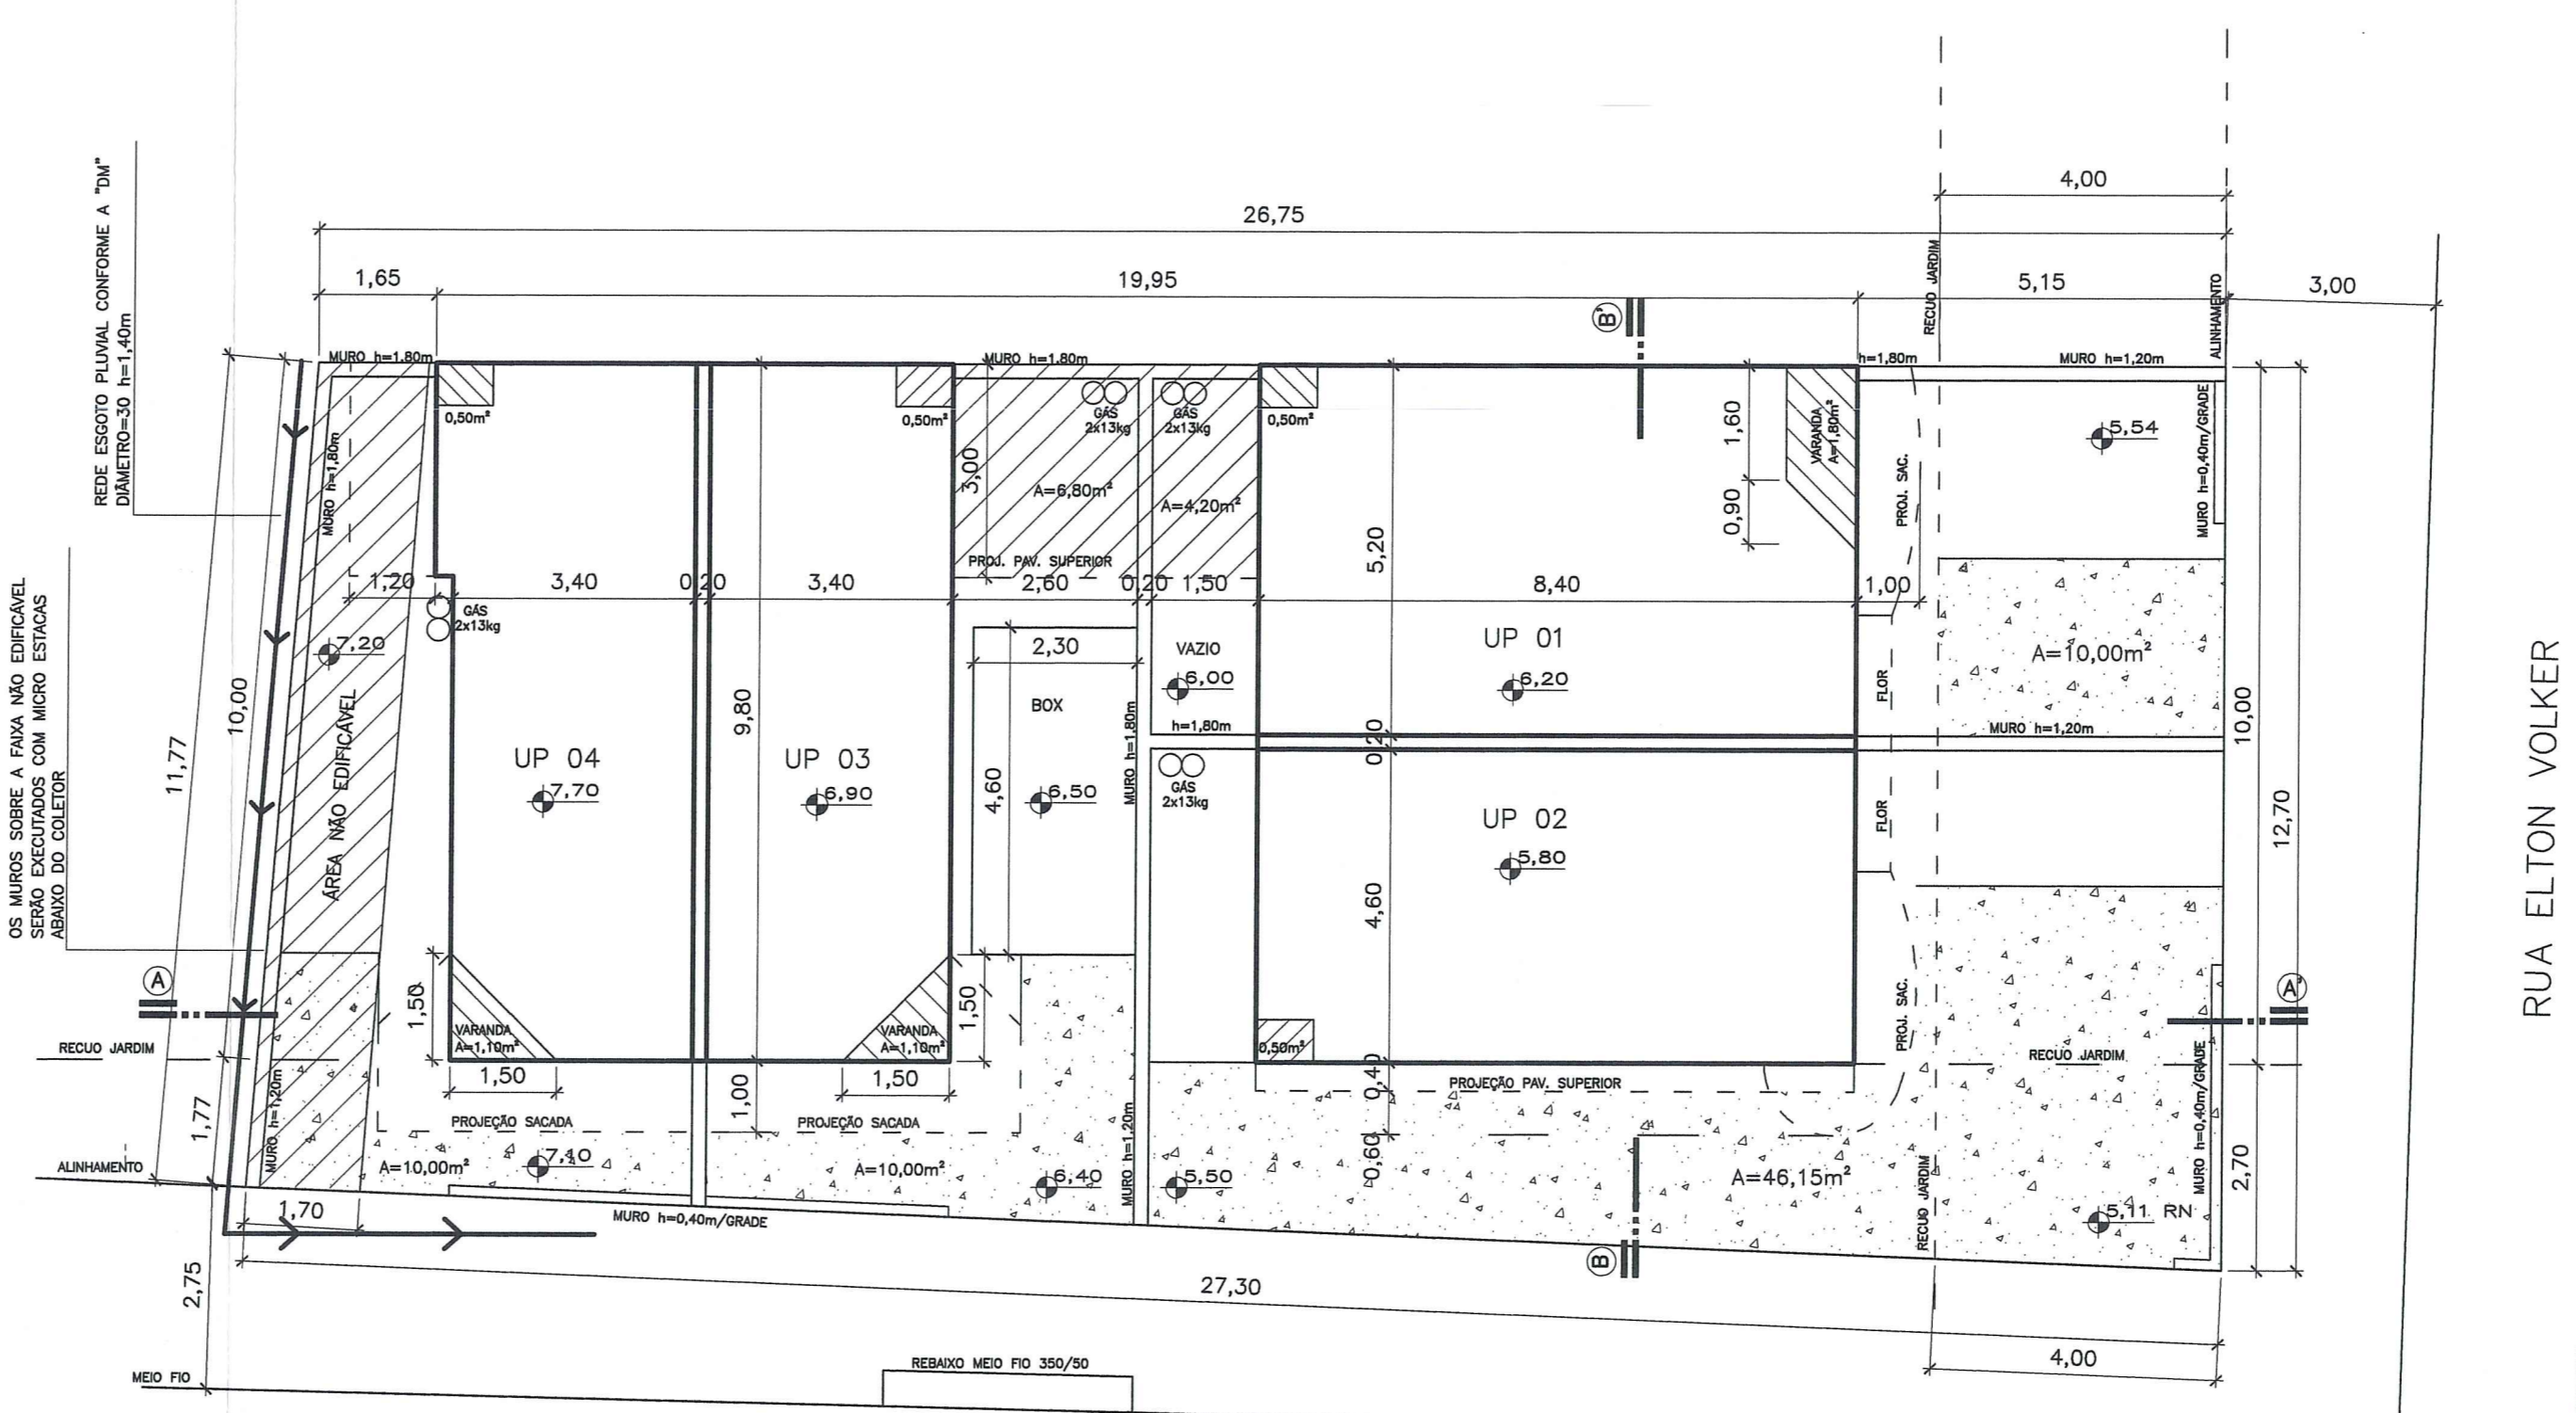 4,00
26,75
1,65
19,95
5,15
3,00
REDE ESGOTO PLUVIAL CONFORME A "DM"
DIÂMETRO=30 h=1,40m
RECUO JARDIM
ALINHAMENTO
B'
MURO h=1.80m
MURO h=1.80m
h=1,80m
MURO h=1,20m
MURO h=1,80m
0,50m²
0,50m²
GÁS
2x13kg
GÁS
2x13kg
0,50m²
1,60
VARANDA
A=1,80m²
5,54
MURO h=0,40m/GRADE
3,00
A=6,80m²
A=4,20m²
0,90
PROJ. SAC.
PROJ. PAV. SUPERIOR
5,20
1,20
3,40
0,20
3,40
2,60
0,20
1,50
8,40
1,00
GÁS
2x13kg
7,20
2,30
VAZIO
6,00
UP 01
6,20
FLOR
A=10,00m²
OS MUROS SOBRE A FAIXA NÃO EDIFICÁVEL
SERÃO EXECUTADOS COM MICRO ESTACAS
ABAIXO DO COLETOR
11,77
10,00
ÁREA NÃO EDIFICÁVEL
9,80
BOX
MURO h=1.80m
h=1,80m
0,20
MURO h=1,20m
10,00
12,70
RUA ELTON VOLKER
UP 04
7,70
UP 03
6,90
4,60
6,50
GÁS
2x13kg
UP 02
5,80
FLOR
4,60
A
1,50
VARANDA
A=1,10m²
VARANDA
A=1,10m²
1,50
0,50m²
PROJ. SAC.
A'
RECUO JARDIM
RECUO JARDIM
1,50
1,00
1,50
0,40
PROJEÇÃO PAV. SUPERIOR
MURO h=0,40m/GRADE
1,77
MURO h=1,20m
PROJEÇÃO SACADA
PROJEÇÃO SACADA
MURO h=1,20m
0,60
ALINHAMENTO
A=10,00m²
7,10
A=10,00m²
6,40
5,50
A=46,15m²
RECUO JARDIM
2,70
5,11 RN
1,70
MURO h=0,40m/GRADE
B
2,75
27,30
4,00
MEIO FIO
REBAIXO MEIO FIO 350/50